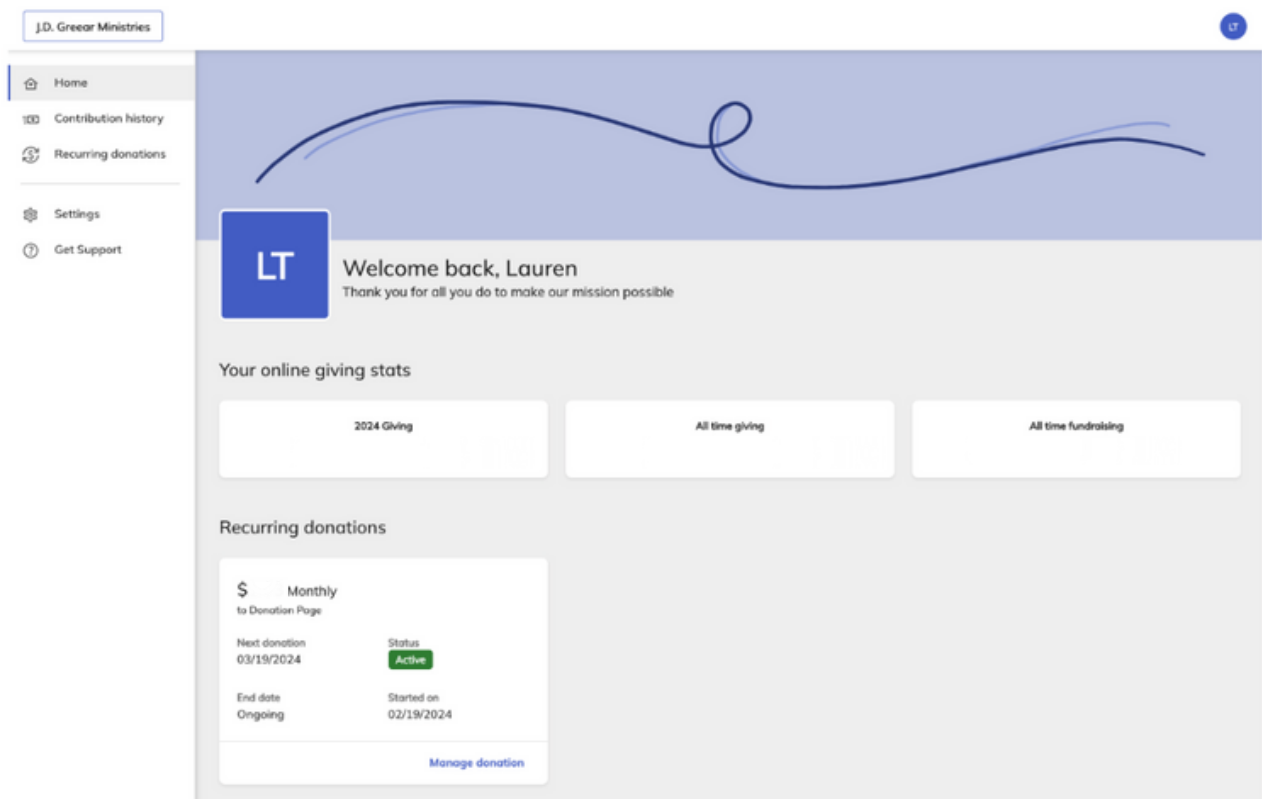 J.D. Greear Ministries
LT
Home
Contribution history
Recurring donations
Settings
Get Support
LT
Welcome back, Lauren
Thank you for all you do to make our mission possible
Your online giving stats
2024 Giving
All time giving
All time fundraising
Recurring donations
$ Monthly
to Donation Page
Next donation
Status
03/19/2024
Active
End date
Started on
Ongoing
02/19/2024
Manage donation